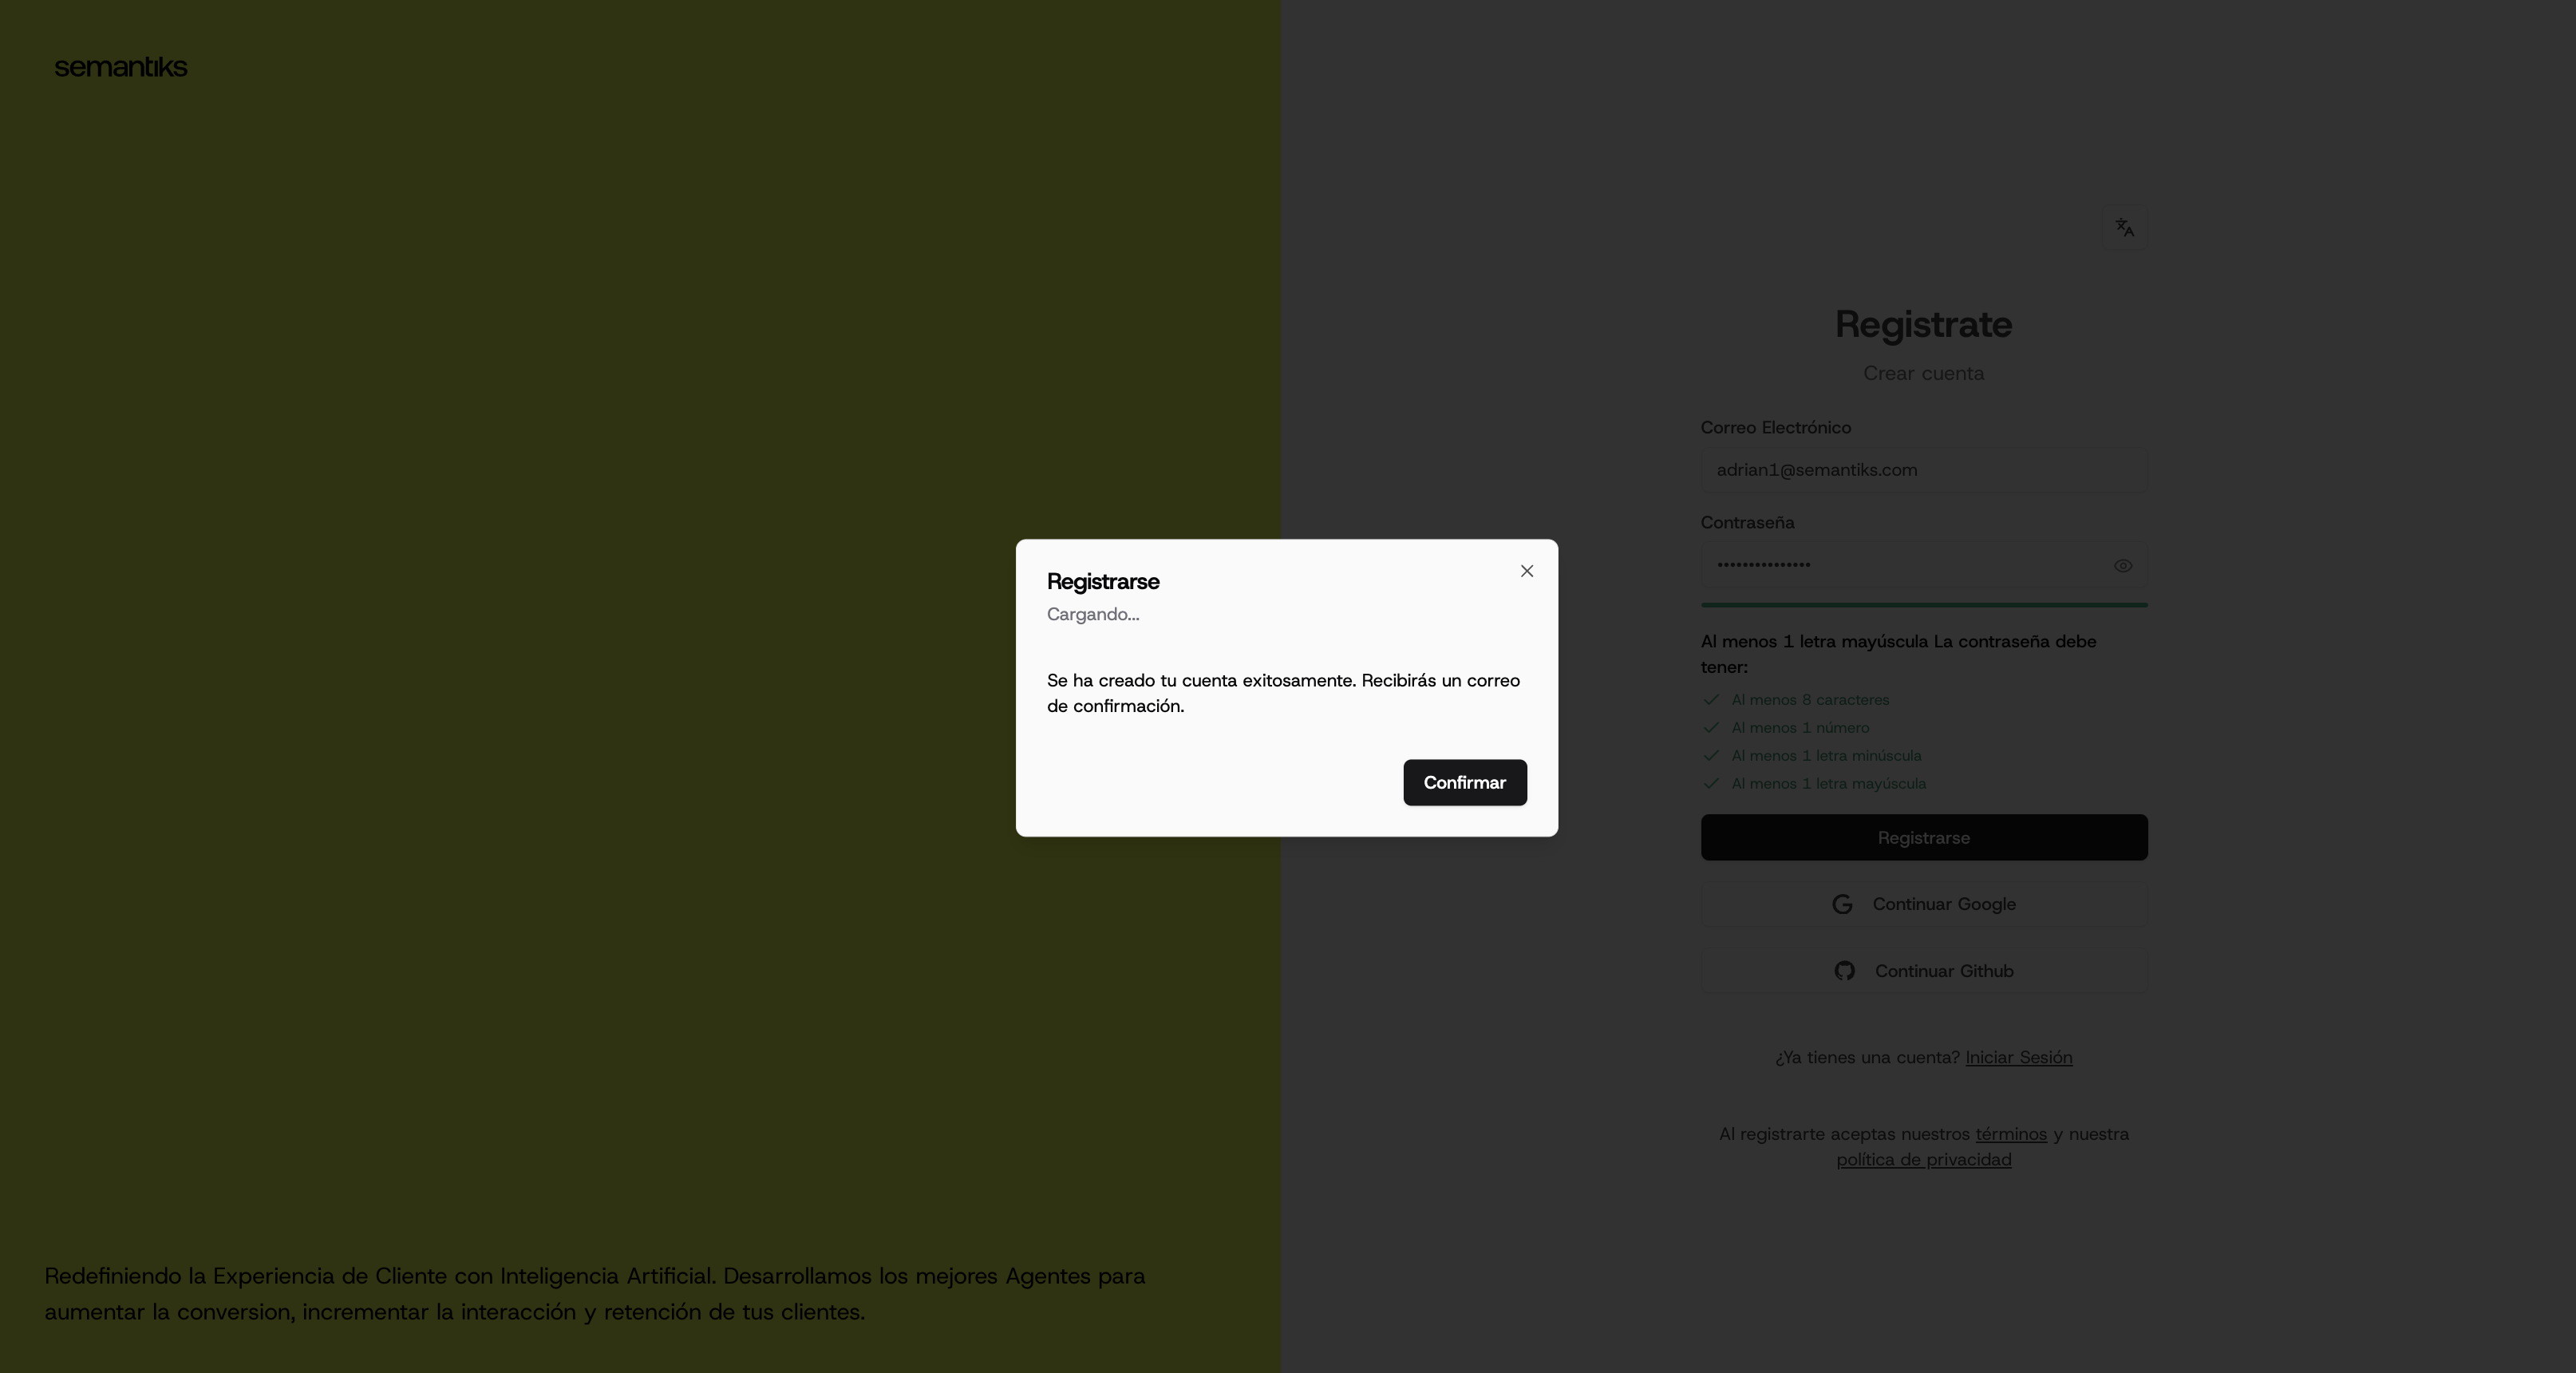 semantiks
Registrate
Crear cuenta
Correo Electrónico
adrian1@semantiks.com
Contraseña
•••••••••••••••
Al menos 1 letra mayúscula La contraseña debe
tener:
Al menos 8 caracteres
Al menos 1 número
Al menos 1 letra minúscula
Al menos 1 letra mayúscula
Registrarse
Continuar Google
Continuar Github
¿Ya tienes una cuenta? Iniciar Sesión
Al registrarte aceptas nuestros términos y nuestra
política de privacidad
Registrarse
Cargando...
Se ha creado tu cuenta exitosamente. Recibirás un correo
de confirmación.
Confirmar
Redefiniendo la Experiencia de Cliente con Inteligencia Artificial. Desarrollamos los mejores Agentes para
aumentar la conversion, incrementar la interacción y retención de tus clientes.